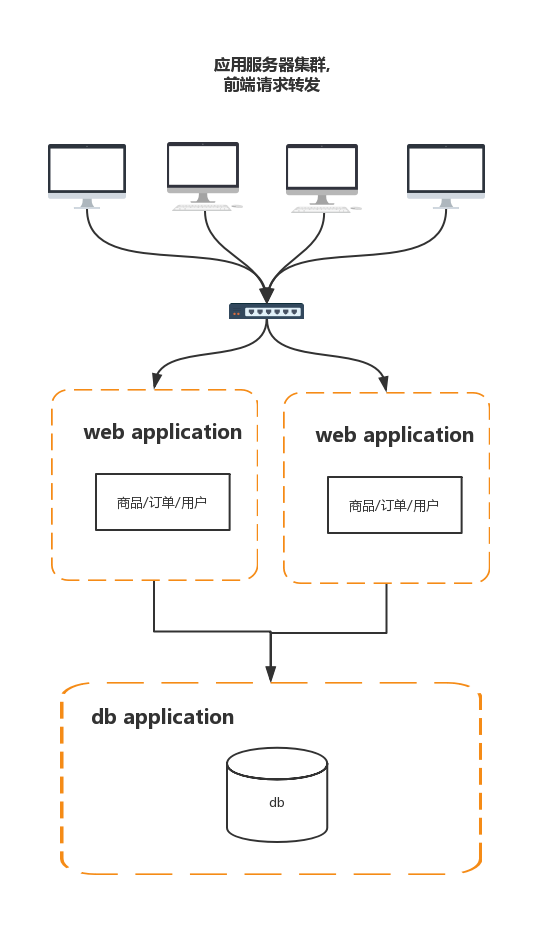 应用服务器集群,
前端请求转发
web application
商品/订单/用户
web application
商品/订单/用户
db application
db